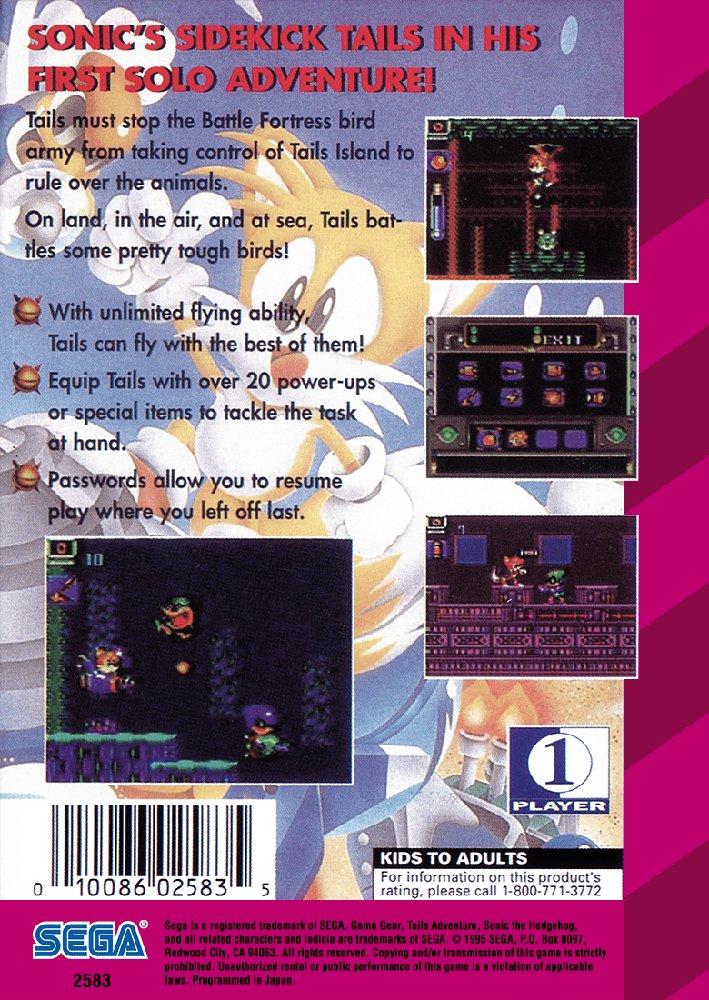 SONIC'S SIDEKICK TAILS IN HIS
FIRST SOLO ADVENTURE!
Tails must stop the Battle Fortress bird
army from taking control of Tails Island to
rule over the animals.
On land, in the air, and at sea, Tails bat-
tles some pretty tough birds!
With unlimited flying ability,
Tails can fly with the best of them!
Equip Tails with over 20 power-ups
or special items to tackle the task
at hand.
Passwords allow you to resume
play where you left off last.
4
EXIT
10
1
PLAYER
KIDS TO ADULTS
For information on this product's
rating, please call 1-800-771-3772
0 10086 02583 5
SEGA®
2583
Sega is a registered trademark of SEGA. Game Gear, Tails Adventure, Sonic the Hedgehog,
and all related characters and indicia are trademarks of SEGA. © 1995 SEGA, P.O. Box 8097,
Redwood City, CA 94063. All rights reserved. Copying and/or transmission of this game is strictly
prohibited. Unauthorized rental or public performance of this game is a violation of applicable
laws. Programmed in Japan.